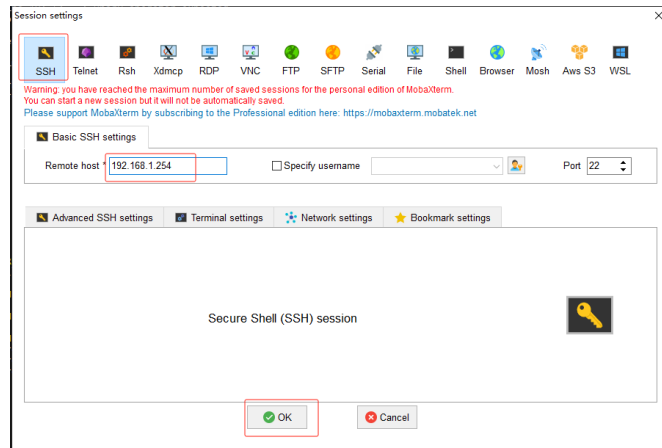 Session settings
SSH Telnet Rsh Xdmcp RDP VNC FTP SFTP Serial File Shell Browser Mosh Aws S3 WSL
Warning: you have reached the maximum number of saved sessions for the personal edition of MobaXterm.
You can start a new session but it will not be automatically saved.
Please support MobaXterm by subscribing to the Professional edition here: https://mobaxterm.mobatek.net
Basic SSH settings
Remote host * 192.168.1.254 Specify username Port 22
Advanced SSH settings Terminal settings Network settings Bookmark settings
Secure Shell (SSH) session
OK Cancel